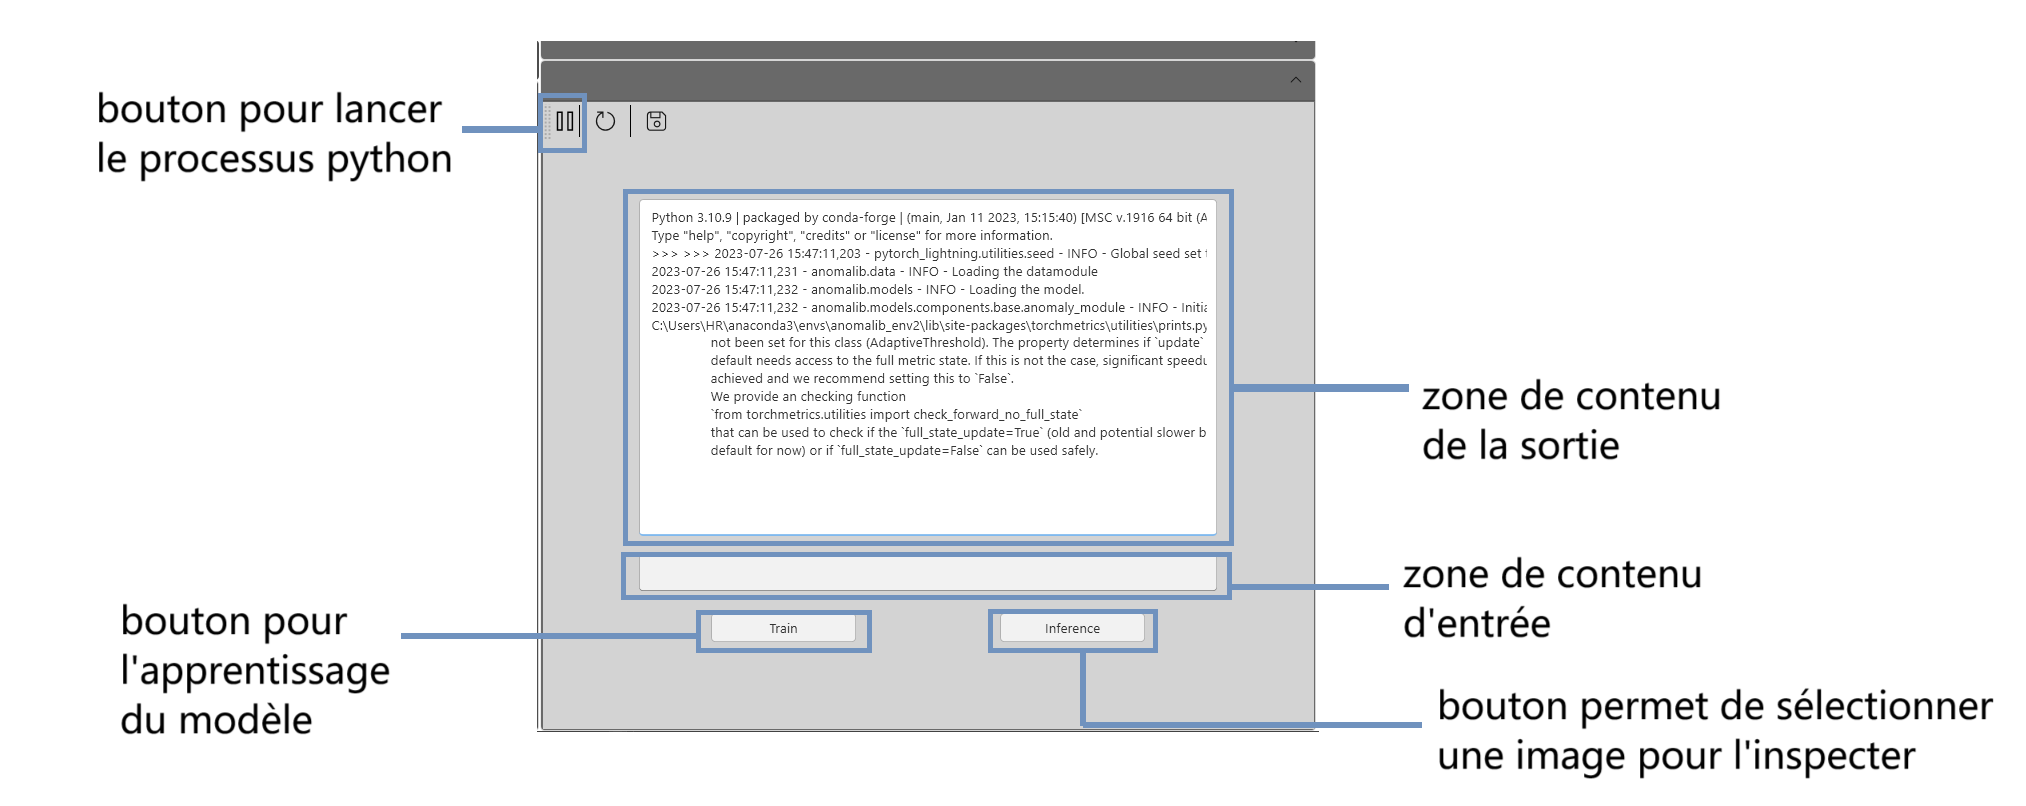 bouton pour lancer
le processus python
Python 3.10.9 | packaged by conda-forge | (main, Jan 11 2023, 15:15:40) [MSC v.1916 64 bit (A
Type "help", "copyright", "credits" or "license" for more information.
>>> >>> 2023-07-26 15:47:11,203 - pytorch_lightning.utilities.seed - INFO - Global seed set
2023-07-26 15:47:11,231 - anomalib.data - INFO - Loading the datamodule
2023-07-26 15:47:11,232 - anomalib.models - INFO - Loading the model.
2023-07-26 15:47:11,232 - anomalib.models.components.base.anomaly_module - INFO - Initia
C:\Users\HR\anaconda3\envs\anomalib_env2\lib\site-packages\torchmetrics\utilities\prints.py
not been set for this class (AdaptiveThreshold). The property determines if `update`
default needs access to the full metric state. If this is not the case, significant speedu
achieved and we recommend setting this to `False`.
We provide an checking function
`from torchmetrics.utilities import check_forward_no_full_state`
that can be used to check if the `full_state_update=True` (old and potential slower b
default for now) or if `full_state_update=False` can be used safely.
zone de contenu
de la sortie
zone de contenu
d'entrée
bouton pour
l'apprentissage
du modèle
Train
Inference
bouton permet de sélectionner
une image pour l'inspecter